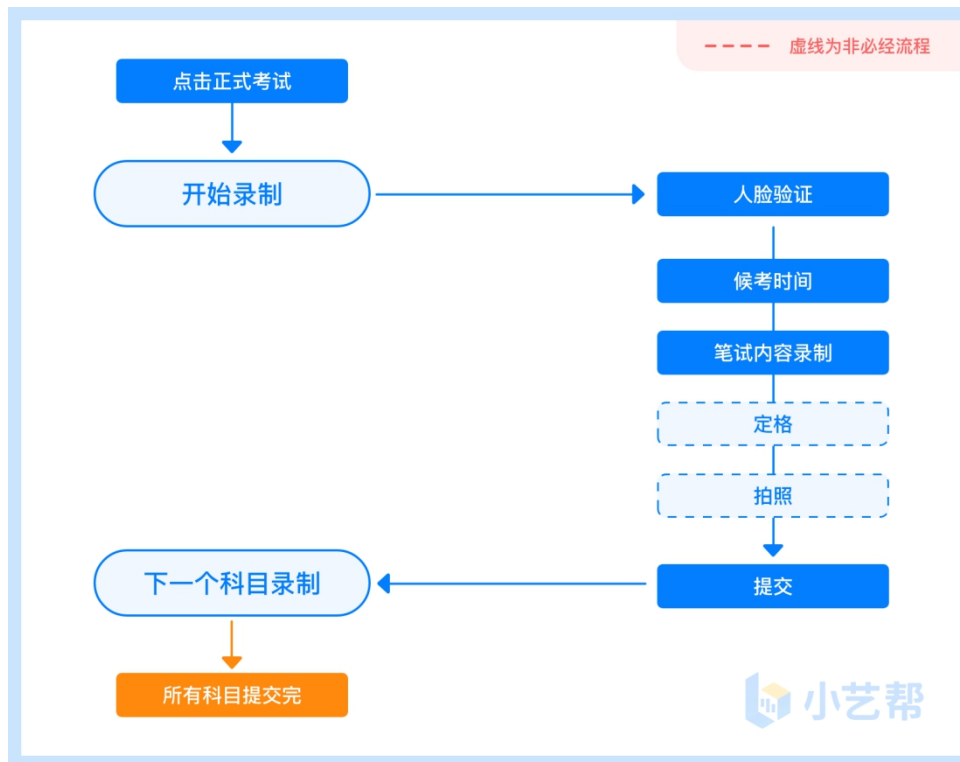 虚线为非必经流程
点击正式考试
开始录制
人脸验证
候考时间
笔试内容录制
定格
拍照
提交
下一个科目录制
所有科目提交完
小艺帮